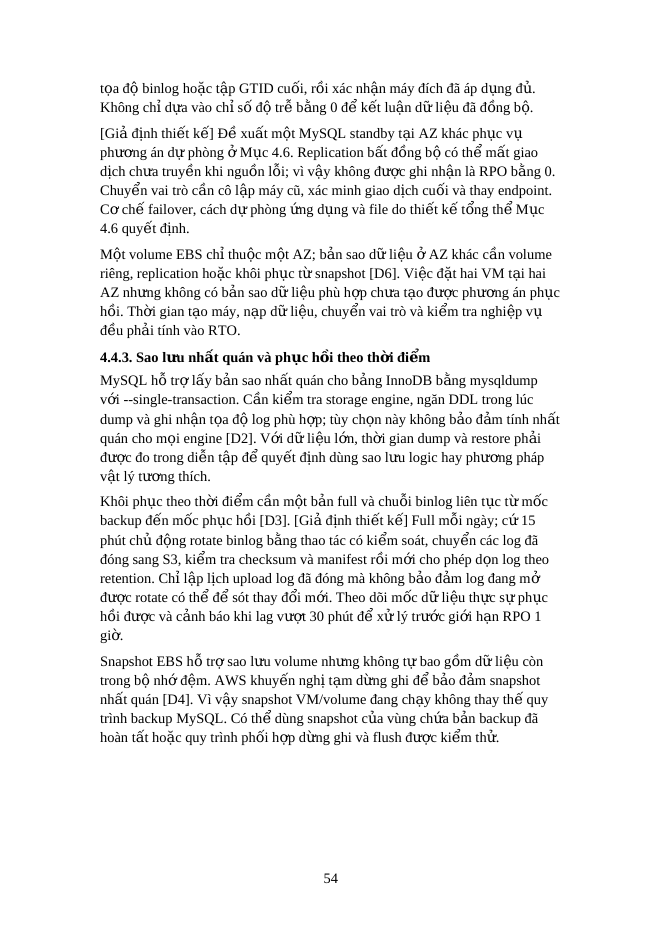 tọa độ binlog hoặc tập GTID cuối, rồi xác nhận máy đích đã áp dụng đủ.
Không chỉ dựa vào chỉ số độ trễ bằng 0 để kết luận dữ liệu đã đồng bộ.
[Giả định thiết kế] Đề xuất một MySQL standby tại AZ khác phục vụ
phương án dự phòng ở Mục 4.6. Replication bất đồng bộ có thể mất giao
dịch chưa truyền khi nguồn lỗi; vì vậy không được ghi nhận là RPO bằng 0.
Chuyển vai trò cần cô lập máy cũ, xác minh giao dịch cuối và thay endpoint.
Cơ chế failover, cách dự phòng ứng dụng và file do thiết kế tổng thể Mục
4.6 quyết định.
Một volume EBS chỉ thuộc một AZ; bản sao dữ liệu ở AZ khác cần volume
riêng, replication hoặc khôi phục từ snapshot [D6]. Việc đặt hai VM tại hai
AZ nhưng không có bản sao dữ liệu phù hợp chưa tạo được phương án phục
hồi. Thời gian tạo máy, nạp dữ liệu, chuyển vai trò và kiểm tra nghiệp vụ
đều phải tính vào RTO.
4.4.3. Sao lưu nhất quán và phục hồi theo thời điểm
MySQL hỗ trợ lấy bản sao nhất quán cho bảng InnoDB bằng mysqldump
với --single-transaction. Cần kiểm tra storage engine, ngăn DDL trong lúc
dump và ghi nhận tọa độ log phù hợp; tùy chọn này không bảo đảm tính nhất
quán cho mọi engine [D2]. Với dữ liệu lớn, thời gian dump và restore phải
được đo trong diễn tập để quyết định dùng sao lưu logic hay phương pháp
vật lý tương thích.
Khôi phục theo thời điểm cần một bản full và chuỗi binlog liên tục từ mốc
backup đến mốc phục hồi [D3]. [Giả định thiết kế] Full mỗi ngày; cứ 15
phút chủ động rotate binlog bằng thao tác có kiểm soát, chuyển các log đã
đóng sang S3, kiểm tra checksum và manifest rồi mới cho phép dọn log theo
retention. Chỉ lập lịch upload log đã đóng mà không bảo đảm log đang mở
được rotate có thể để sót thay đổi mới. Theo dõi mốc dữ liệu thực sự phục
hồi được và cảnh báo khi lag vượt 30 phút để xử lý trước giới hạn RPO 1
giờ.
Snapshot EBS hỗ trợ sao lưu volume nhưng không tự bao gồm dữ liệu còn
trong bộ nhớ đệm. AWS khuyến nghị tạm dừng ghi để bảo đảm snapshot
nhất quán [D4]. Vì vậy snapshot VM/volume đang chạy không thay thế quy
trình backup MySQL. Có thể dùng snapshot của vùng chứa bản backup đã
hoàn tất hoặc quy trình phối hợp dừng ghi và flush được kiểm thử.
54